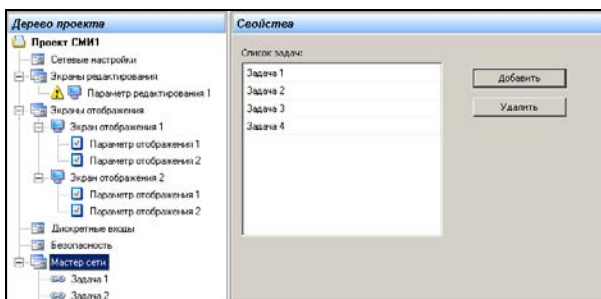 Дерево проекта
Проект СМИ1
Сетевые настройки
Экраны редактирования
Параметр редактирования 1
Экраны отображения
Экран отображения 1
Параметр отображения 1
Параметр отображения 2
Экран отображения 2
Параметр отображения 1
Параметр отображения 2
Дискретные входы
Безопасность
Мастер сети
Задача 1
Задача 2
Свойства
Список задач:
Задача 1
Задача 2
Задача 3
Задача 4
Добавить
Удалить